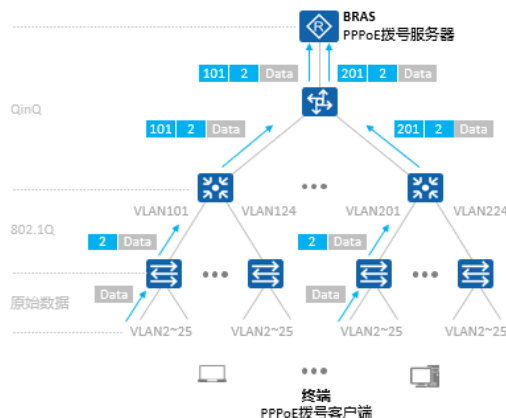 BRAS
PPPoE拨号服务器
101 2 Data
201 2 Data
QinQ
101 2 Data
201 2 Data
VLAN101
VLAN124
VLAN201
VLAN224
802.1Q
2 Data
2 Data
Data
Data
原始数据
VLAN2~25
VLAN2~25
VLAN2~25
VLAN2~25
终端
PPPoE拨号客户端